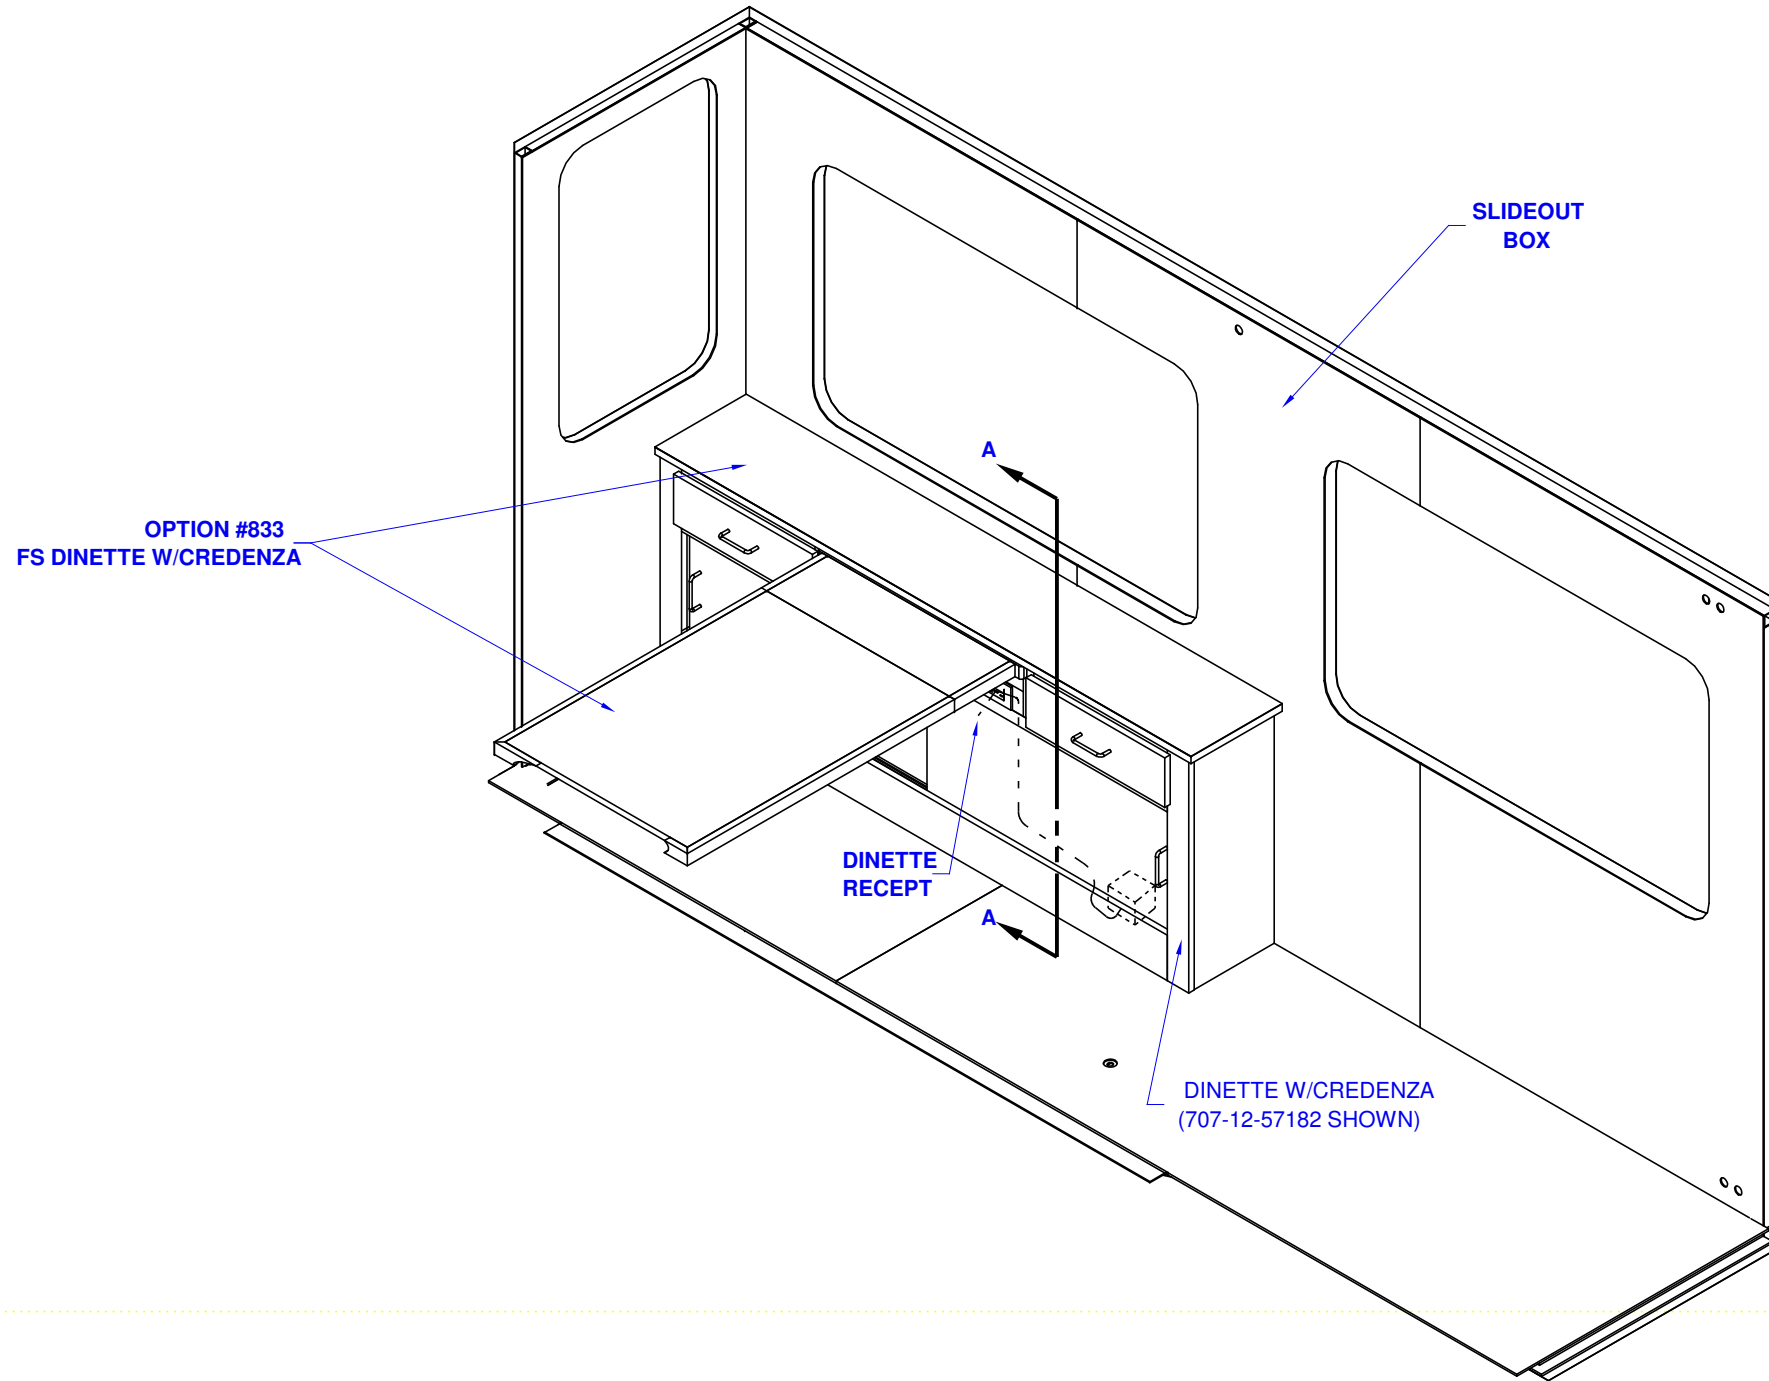 SLIDEOUT
BOX
A
OPTION #833
FS DINETTE W/CREDENZA
DINETTE
RECEPT
A
DINETTE W/CREDENZA
(707-12-57182 SHOWN)